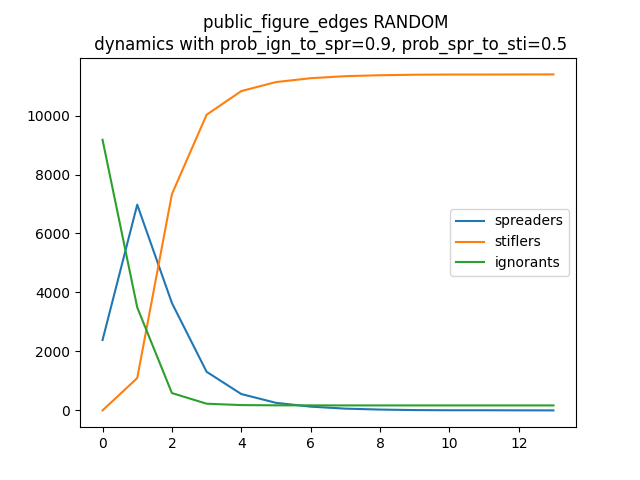 public_figure_edges RANDOM
dynamics with prob_ign_to_spr=0.9, prob_spr_to_sti=0.5
10000
8000
6000
4000
2000
0
spreaders
stiflers
ignorants
0 2 4 6 8 10 12